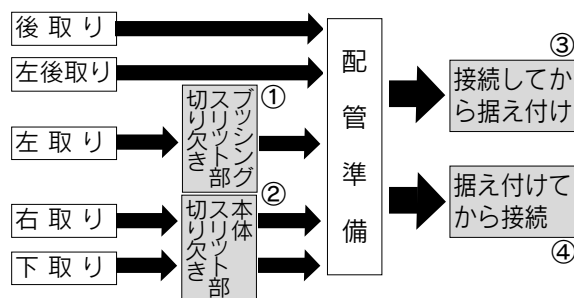 後取り
左後取り
左取り
右取り
下取り
①
ブッシング
スリット部
切り欠き
②
本体
スリット部
切り欠き
配管準備
③
接続してか
ら据え付け
据え付けて
から接続
④